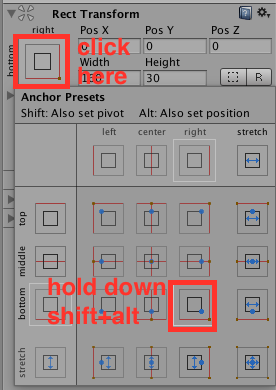 Rect Transform
right
Pos X Pos Y Pos Z
0 0 0
bottom
click
here
Width Height
30
R
Anchor Presets
Shift: Also set pivot Alt: Also set position
left center right stretch
top
middle
bottom
hold down
shift+alt
stretch